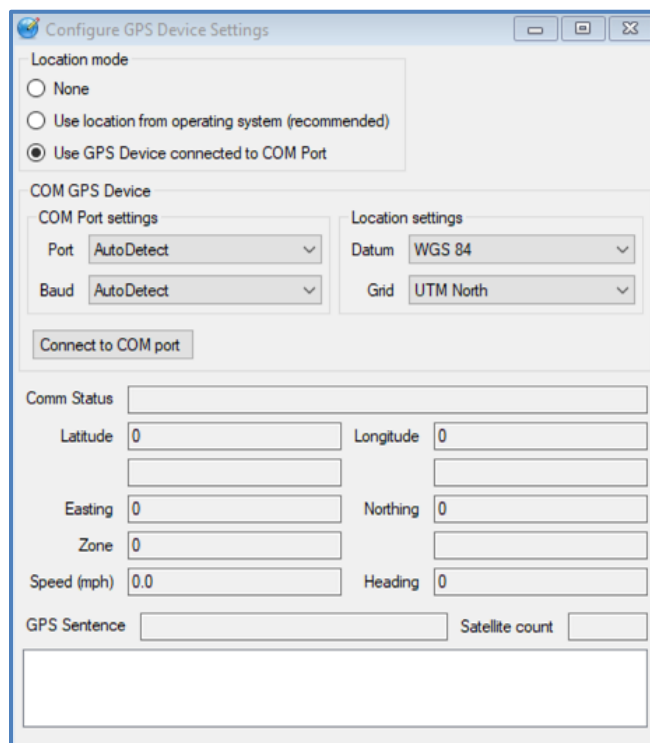 Configure GPS Device Settings
Location mode
None
Use location from operating system (recommended)
Use GPS Device connected to COM Port
COM GPS Device
COM Port settings
Location settings
Port AutoDetect
Datum WGS 84
Baud AutoDetect
Grid UTM North
Connect to COM port
Comm Status
Latitude 0 Longitude 0
Easting 0 Northing 0
Zone 0
Speed (mph) 0.0 Heading 0
GPS Sentence Satellite count